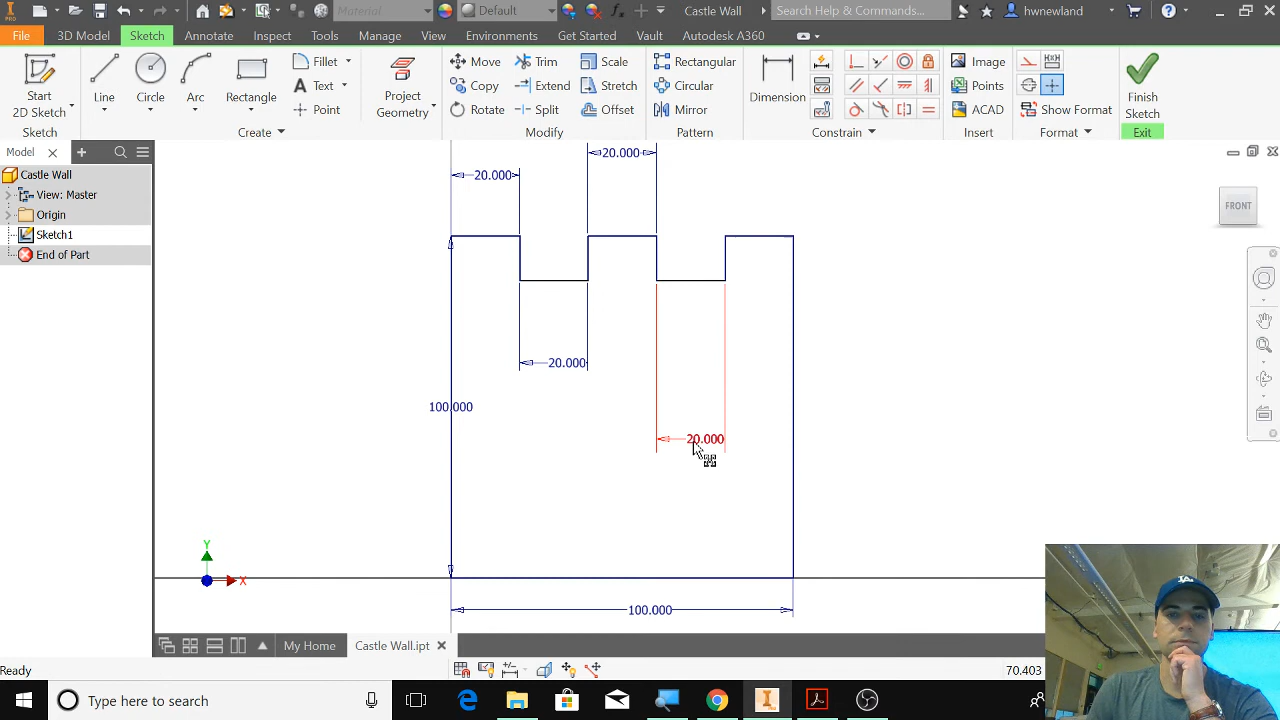 PRO
Material
Default
Castle Wall
Search Help & Commands...
hwnewland
File
3D Model
Sketch
Annotate
Inspect
Tools
Manage
View
Environments
Get Started
Vault
Autodesk A360
Start
2D Sketch
Line
Circle
Arc
Rectangle
Fillet
Text
Point
Move
Copy
Rotate
Trim
Extend
Split
Scale
Stretch
Offset
Project
Geometry
Rectangular
Circular
Mirror
Dimension
Image
Points
ACAD
Show Format
Finish
Sketch
Sketch
Create
Modify
Pattern
Constrain
Insert
Format
Exit
Model
Castle Wall
View: Master
Origin
Sketch1
End of Part
20.000
20.000
FRONT
20.000
100.000
20.000
Y
X
100.000
LA
My Home
Castle Wall.ipt
Ready
70.403
Type here to search